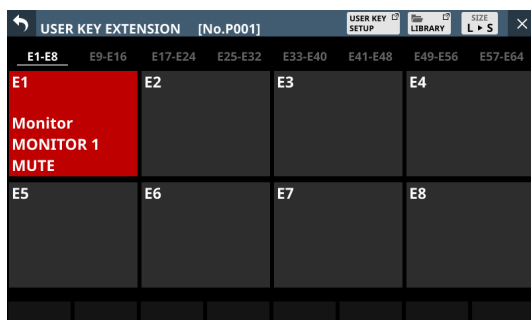 USER KEY EXTENSION [No.P001]
USER KEY SETUP
LIBRARY
SIZE
L ▸ S
E1-E8 E9-E16 E17-E24 E25-E32 E33-E40 E41-E48 E49-E56 E57-E64
E1 E2 E3 E4
Monitor
MONITOR 1
MUTE
E5 E6 E7 E8